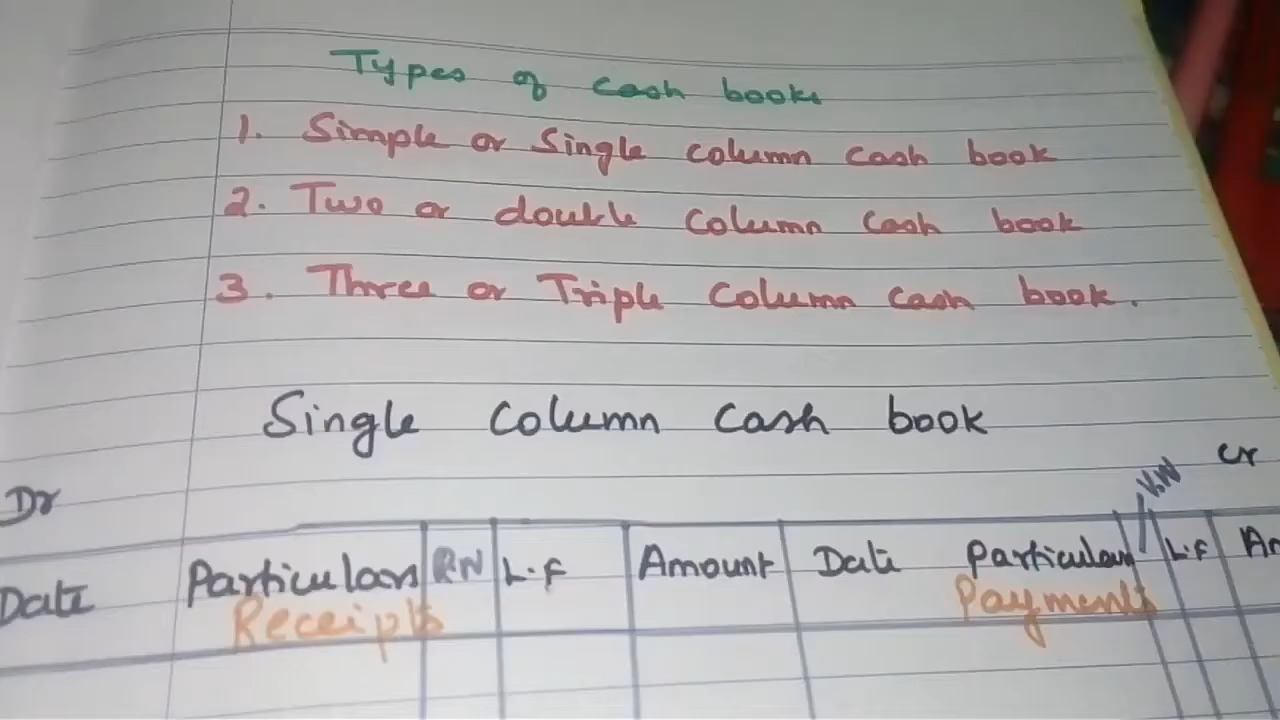 Types of cash books
1. Simple or Single column cash book
2. Two or double column cash book
3. Three or Triple column cash book.
Single column cash book
Dr cr
Date Particulars RN L.F Amount Date Particulars V.N L.F Am
Receipts Payments